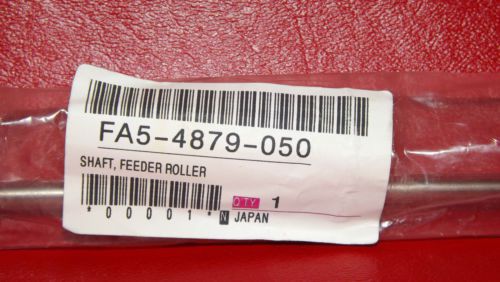 FA5-4879-050
SHAFT, FEEDER ROLLER
QTY 1
*00001* N JAPAN